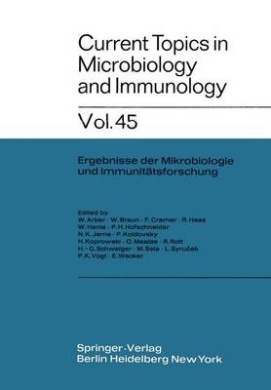 Current Topics in
Microbiology
and Immunology
Vol. 45
Ergebnisse der Mikrobiologie
und Immunitätsforschung
Edited by
W. Arber · W. Braun · F. Cramer · R. Haas
W. Henle · P. H. Hofschneider
N. K. Jerne · P. Koldovsky
H. Koprowski · O. Maaløe · R. Rott
H.-G. Schweiger · M. Sela · L. Syruček
P. K. Vogt · E. Wecker
Springer-Verlag
Berlin Heidelberg New York